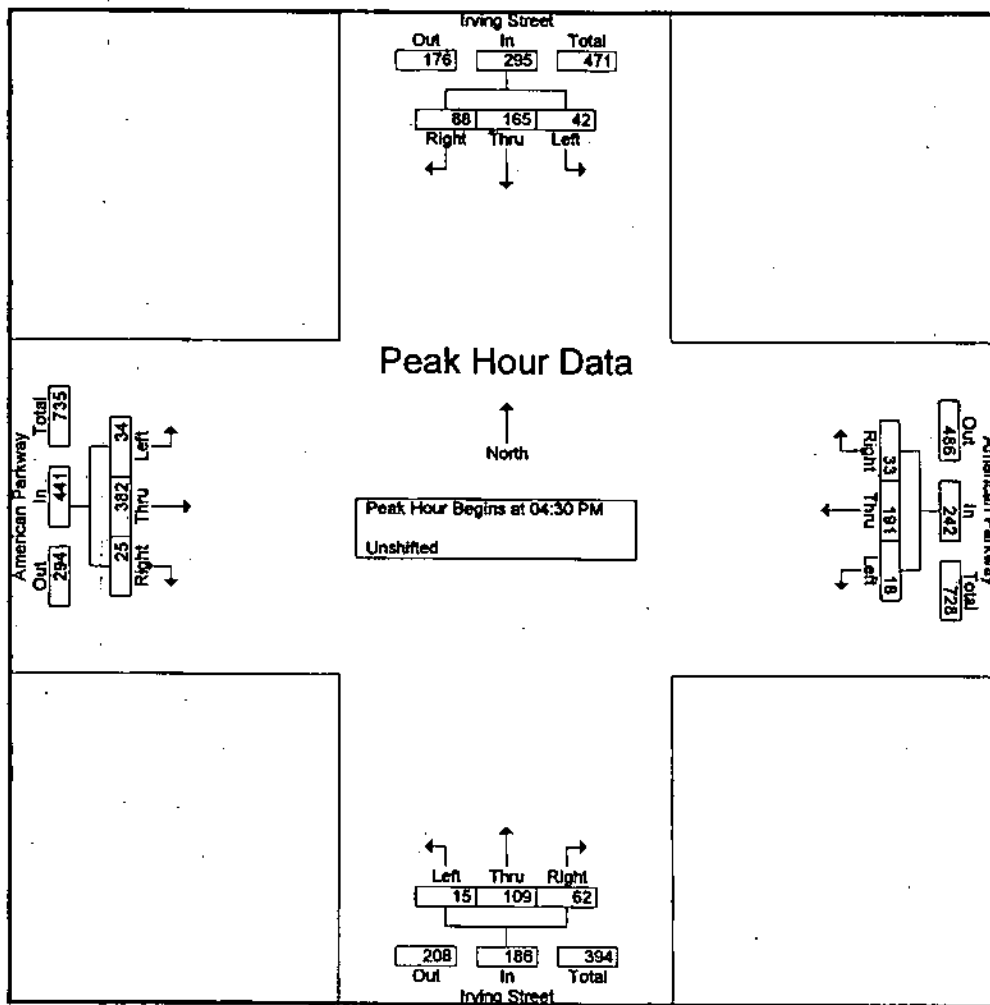 Irving Street
Out In Total
176 295 471
88 165 42
Right Thru Left
Peak Hour Data
North
Peak Hour Begins at 04:30 PM
Unshifted
American Parkway
Out In Total
294 441 735
34 382 25
Left Thru Right
Right Thru Left
33 191 18
Out In Total
486 242 728
American Parkway
Left Thru Right
15 109 62
208 186 394
Out In Total
Irving Street